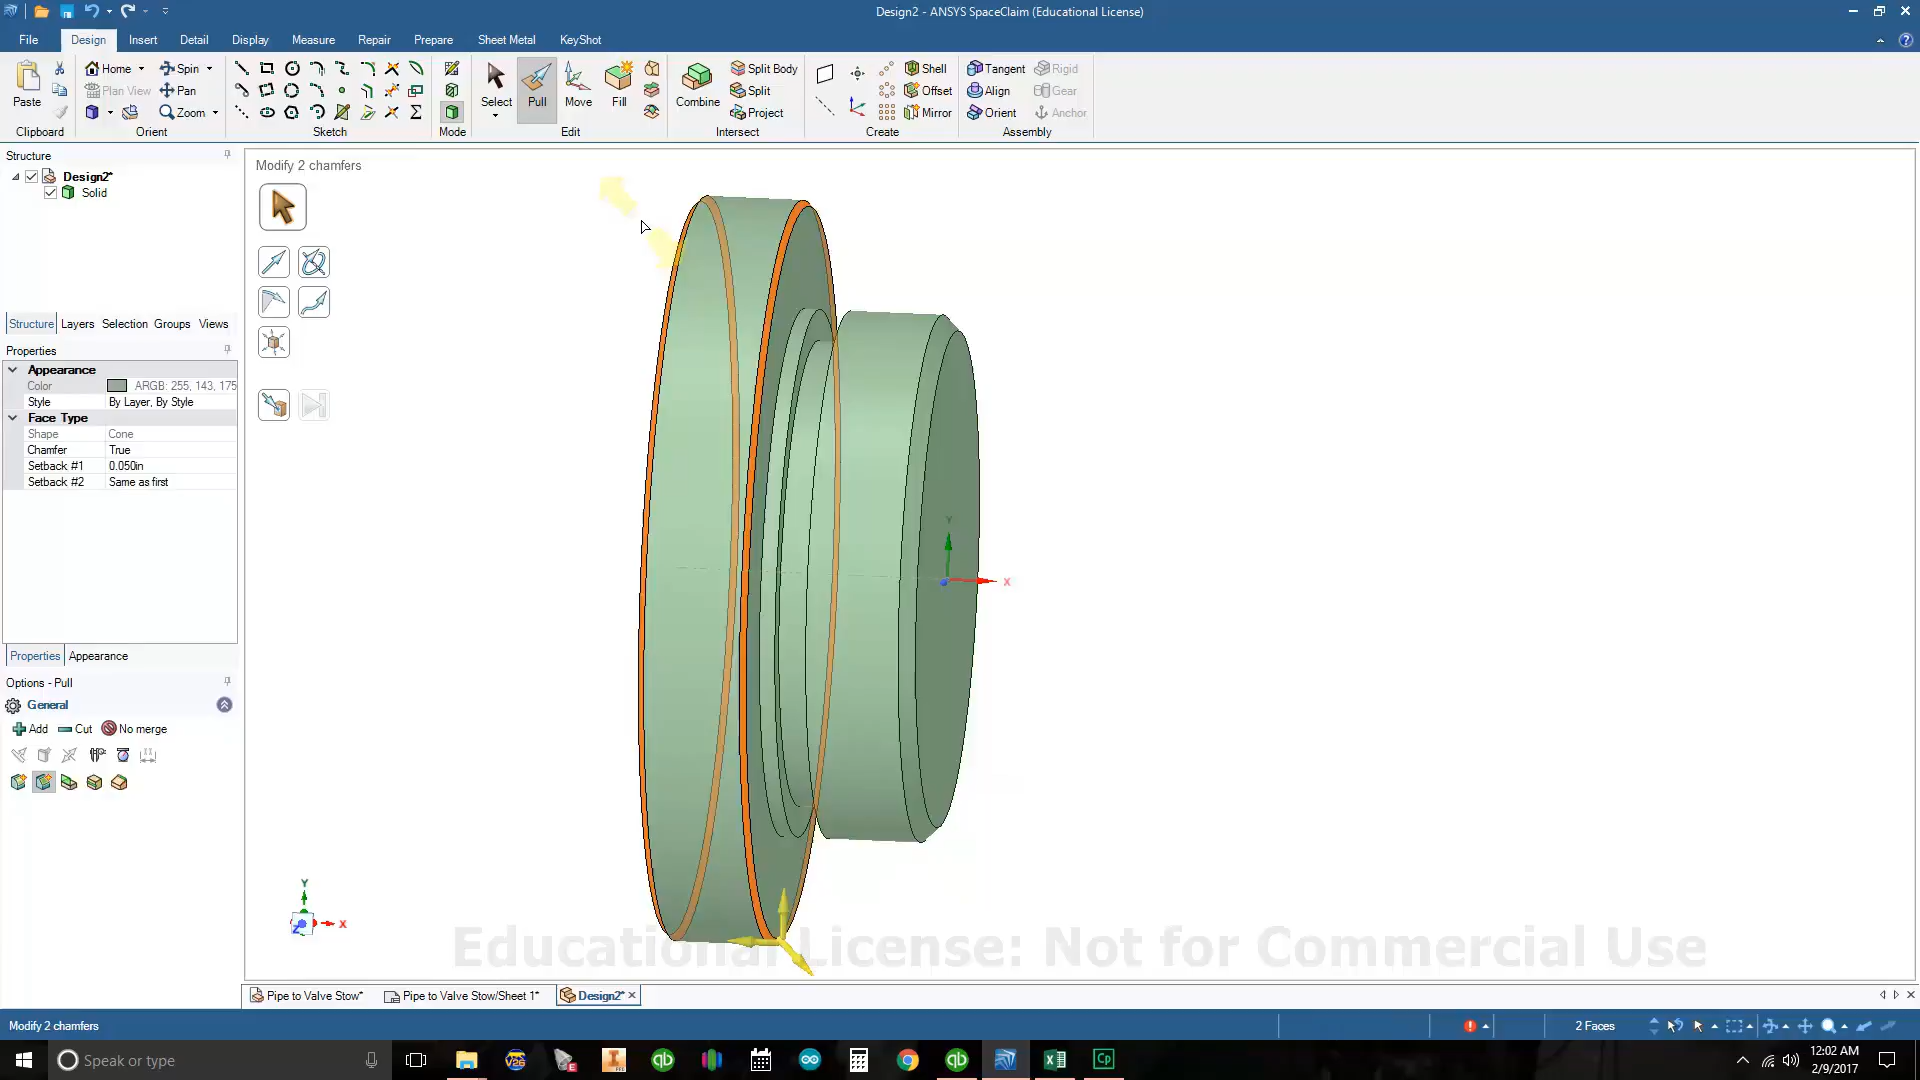 Design2 - ANSYS SpaceClaim (Educational License)
File Design Insert Detail Display Measure Repair Prepare Sheet Metal KeyShot
Home Spin Split Body Shell Tangent Rigid
Plan View Pan Split Offset Align Gear
Paste Zoom Select Pull Move Fill Combine Project Mirror Orient Anchor
Clipboard Orient Sketch Mode Edit Intersect Create Assembly
Structure
Design2*
Solid
Structure Layers Selection Groups Views
Properties
Appearance
Color ARGB: 255, 143, 175
Style By Layer, By Style
Face Type
Shape Cone
Chamfer True
Setback #1 0.050in
Setback #2 Same as first
Properties Appearance
Options - Pull
General
Add Cut No merge
Modify 2 chamfers
Y
X
Y
Z
X
Educational License: Not for Commercial Use
Pipe to Valve Stow* Pipe to Valve Stow/Sheet 1* Design2*
Modify 2 chamfers 2 Faces
Speak or type
12:02 AM
2/9/2017